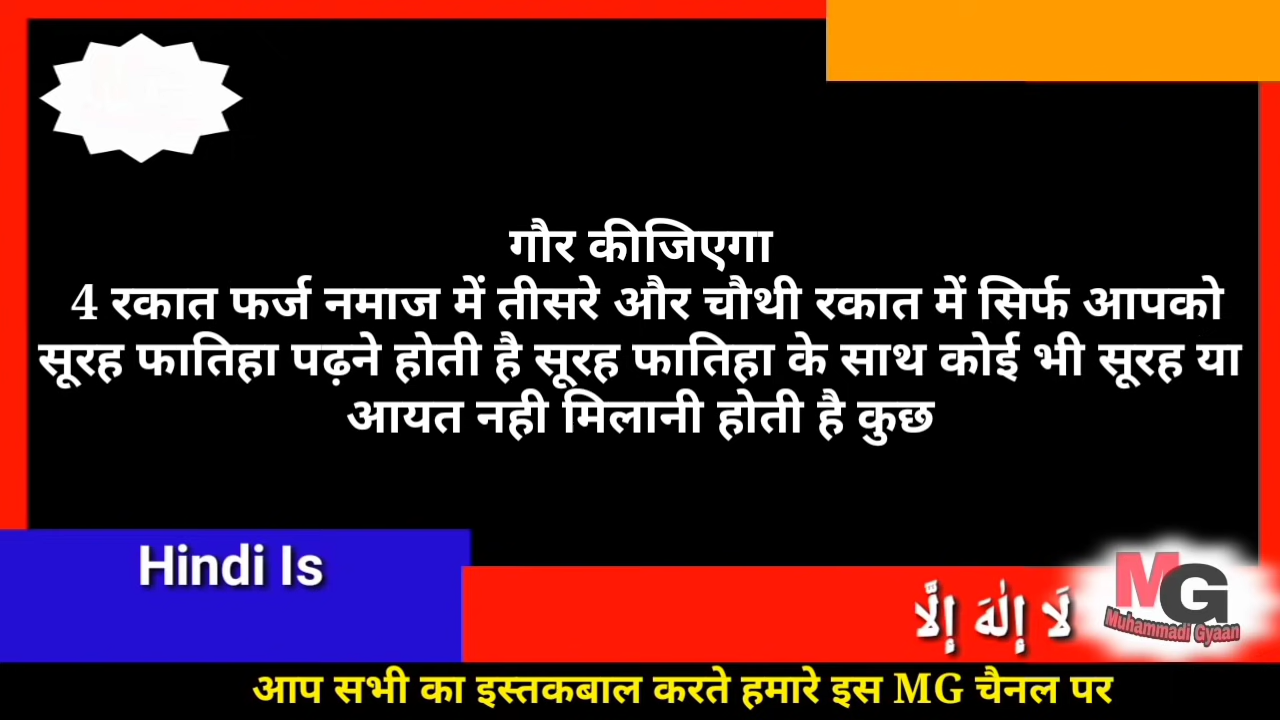 गौर कीजिएगा
4 रकात फर्ज नमाज में तीसरे और चौथी रकात में सिर्फ आपको
सूरह फातिहा पढ़ने होती है सूरह फातिहा के साथ कोई भी सूरह या
आयत नही मिलानी होती है कुछ
Hindi Is
لَا إِلٰهَ إِلَّا
MG
Muhammadi Gyaan
आप सभी का इस्तकबाल करते हमारे इस MG चैनल पर